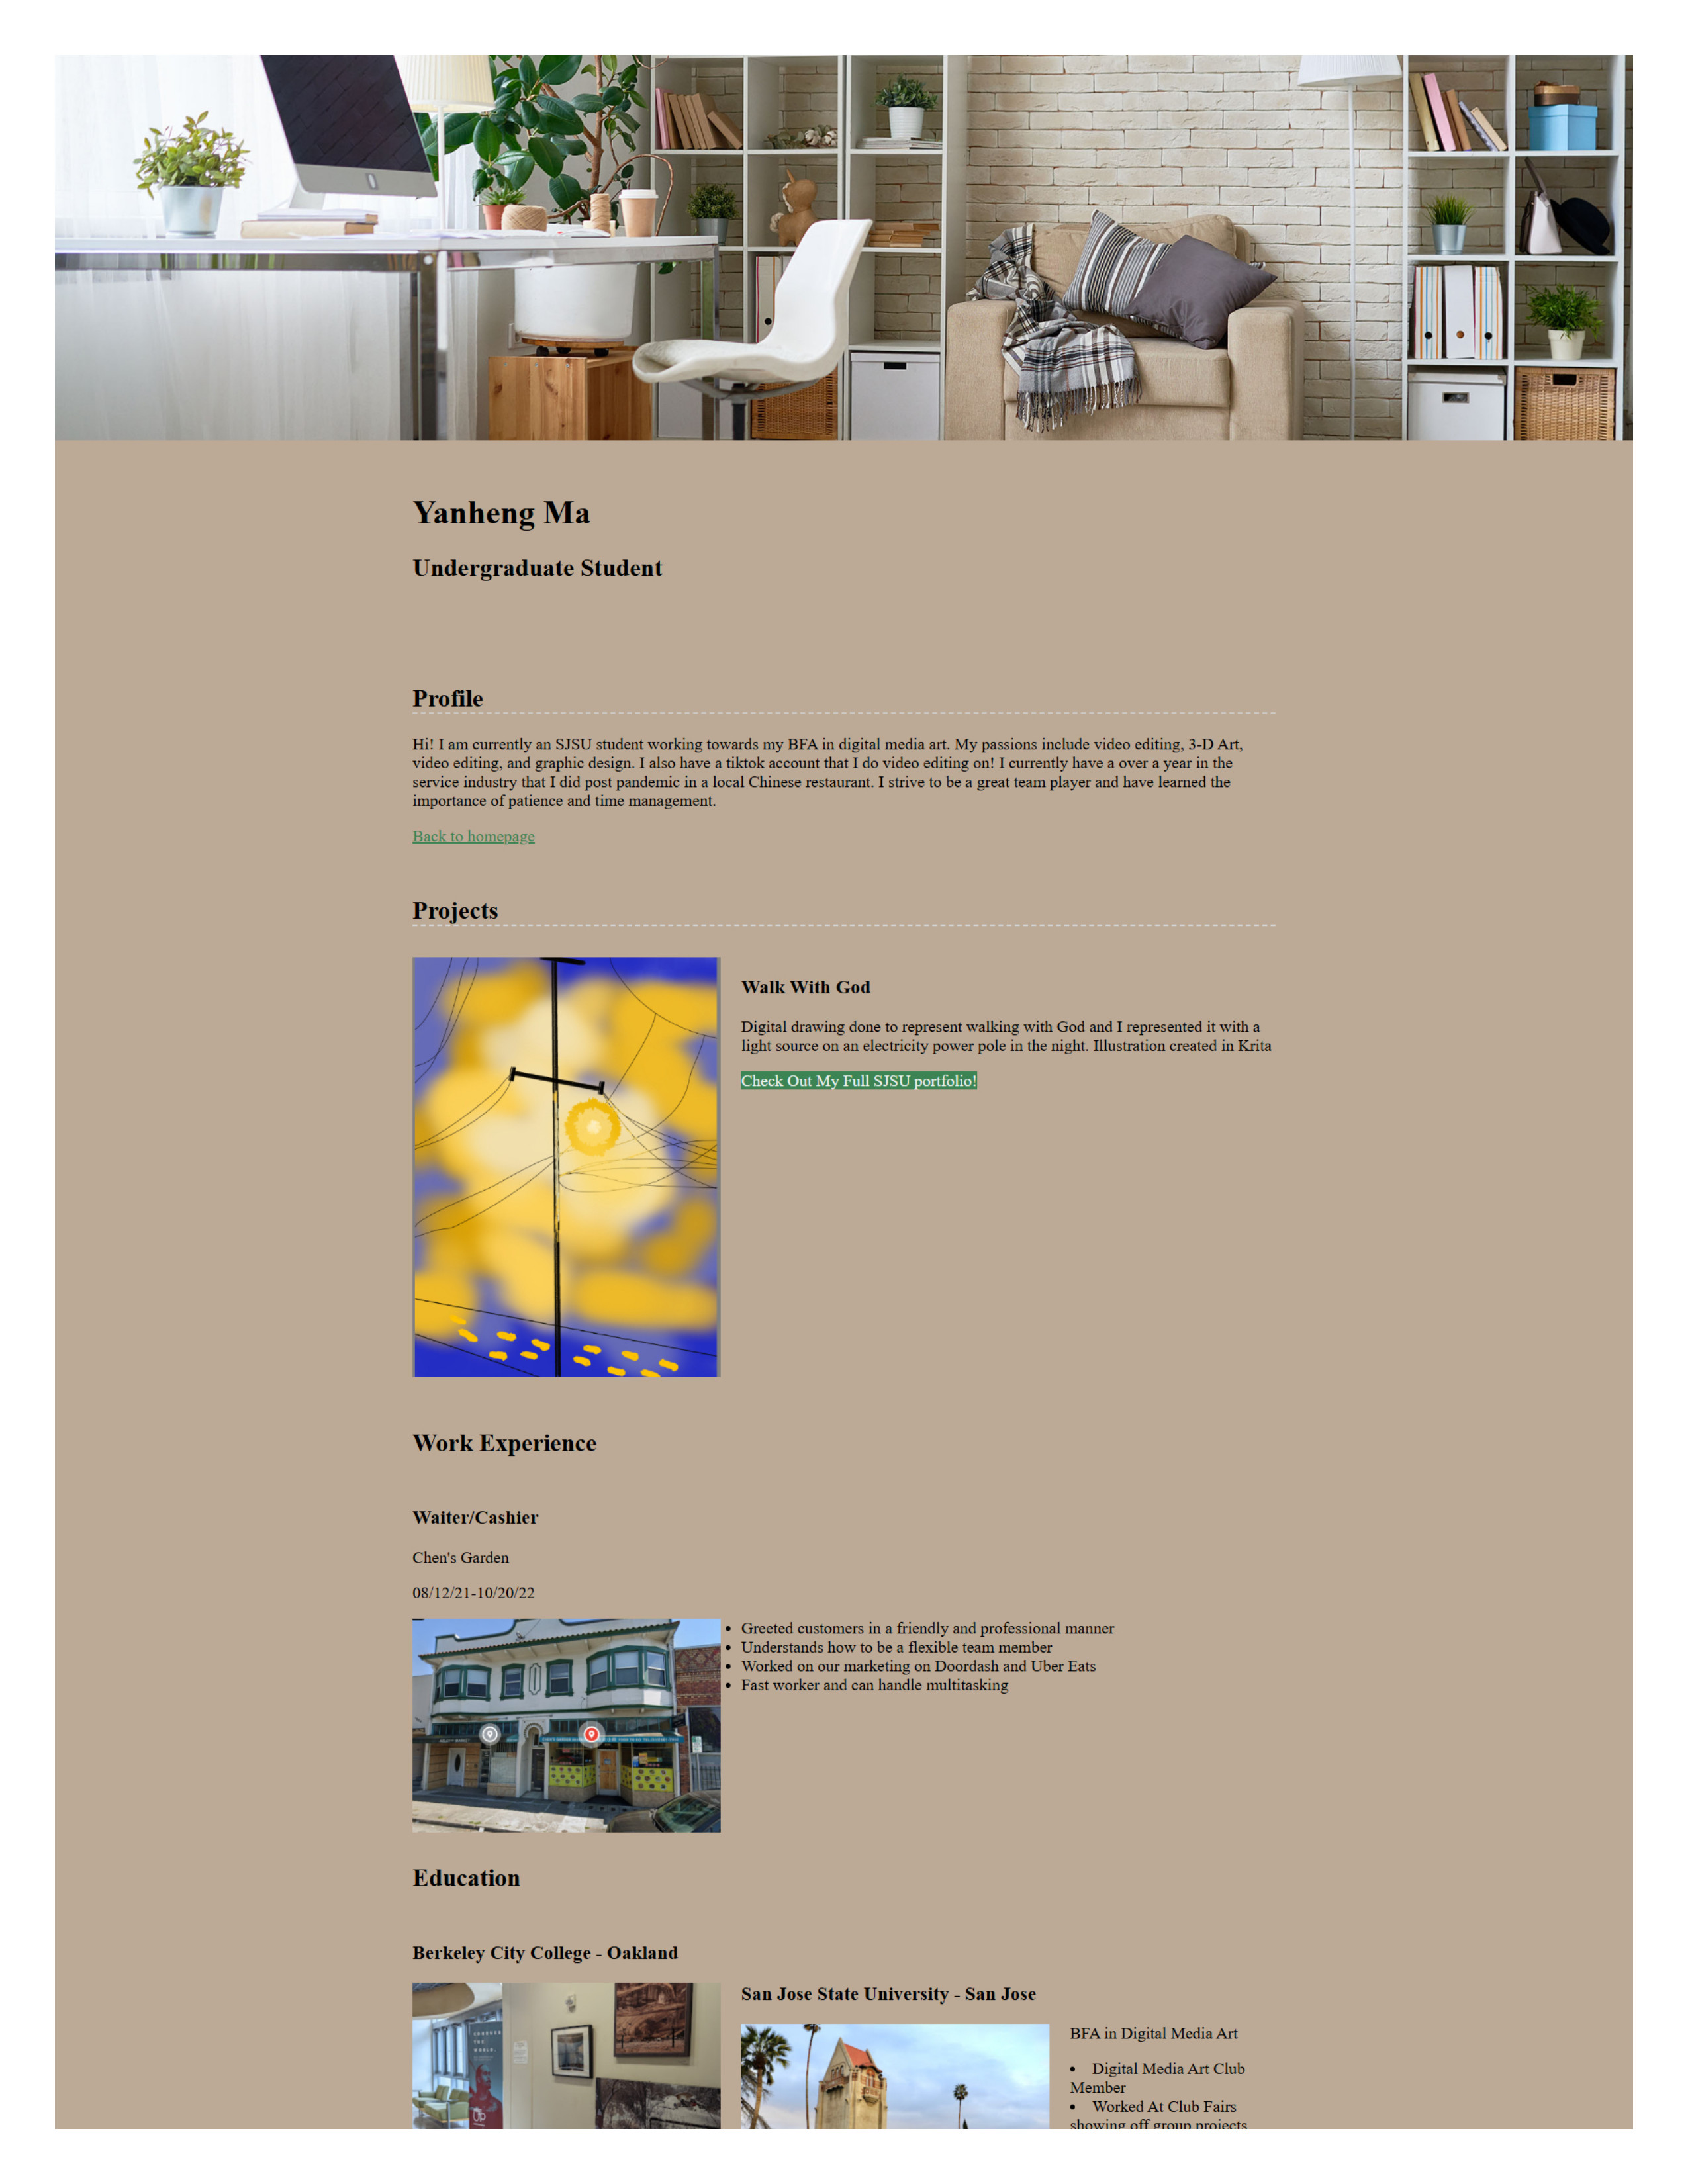 Yanheng Ma
Undergraduate Student
Profile
Hi! I am currently an SJSU student working towards my BFA in digital media art. My passions include video editing, 3-D Art,
video editing, and graphic design. I also have a tiktok account that I do video editing on! I currently have a over a year in the
service industry that I did post pandemic in a local Chinese restaurant. I strive to be a great team player and have learned the
importance of patience and time management.
Back to homepage
Projects
Walk With God
Digital drawing done to represent walking with God and I represented it with a
light source on an electricity power pole in the night. Illustration created in Krita
Check Out My Full SJSU portfolio!
Work Experience
Waiter/Cashier
Chen's Garden
08/12/21-10/20/22
• Greeted customers in a friendly and professional manner
• Understands how to be a flexible team member
• Worked on our marketing on Doordash and Uber Eats
• Fast worker and can handle multitasking
Education
Berkeley City College - Oakland
THE
WORLD.
UP
San Jose State University - San Jose
BFA in Digital Media Art
• Digital Media Art Club
Member
• Worked At Club Fairs
showing off group projects